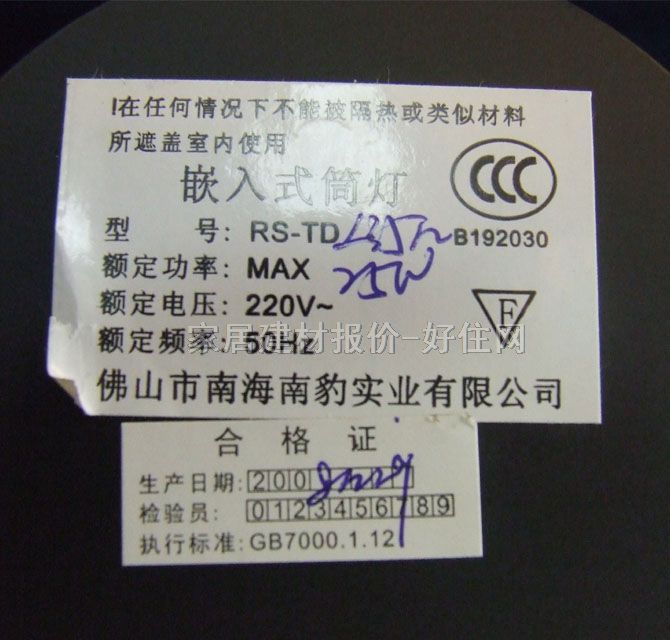 I在任何情况下不能被隔热或类似材料
所遮盖室内使用
嵌入式筒灯
CCC
型 号: RS-TD B192030
额定功率: MAX 25W
额定电压: 220V~
F
额定频率: 50Hz
家居建材报价-好住网
佛山市南海南豹实业有限公司
合格证
生产日期: 200
检验员: 0123456789
执行标准: GB7000.1.12